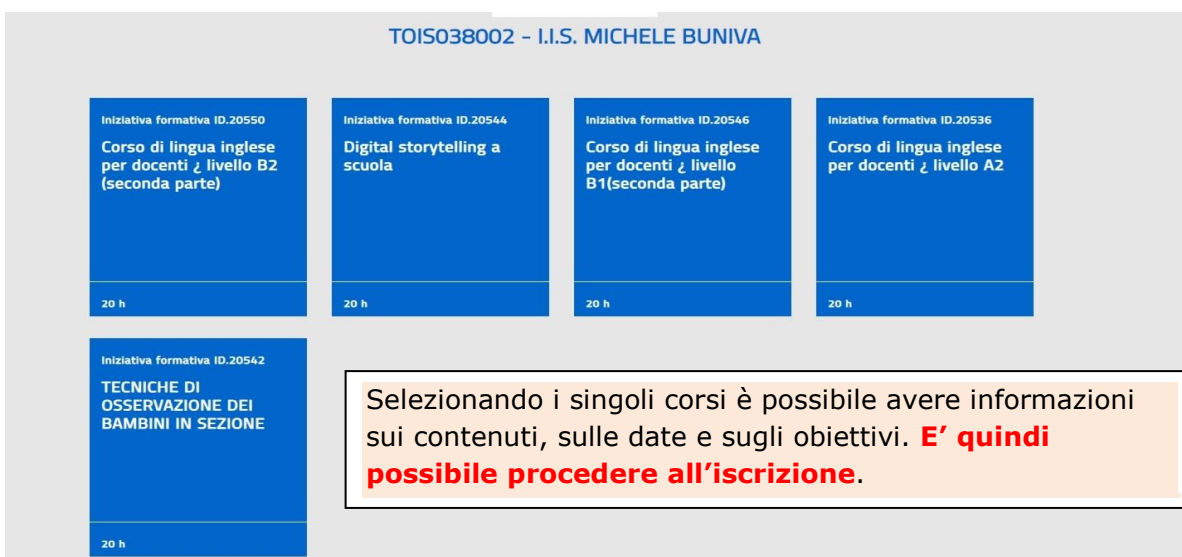 TOIS038002 - I.I.S. MICHELE BUNIVA
Iniziativa formativa ID.20550
Corso di lingua inglese
per docenti ¿ livello B2
(seconda parte)
20 h
Iniziativa formativa ID.20544
Digital storytelling a
scuola
20 h
Iniziativa formativa ID.20546
Corso di lingua inglese
per docenti ¿ livello
B1(seconda parte)
20 h
Iniziativa formativa ID.20536
Corso di lingua inglese
per docenti ¿ livello A2
20 h
Iniziativa formativa ID.20542
TECNICHE DI
OSSERVAZIONE DEI
BAMBINI IN SEZIONE
20 h
Selezionando i singoli corsi è possibile avere informazioni
sui contenuti, sulle date e sugli obiettivi. E’ quindi
possibile procedere all’iscrizione.